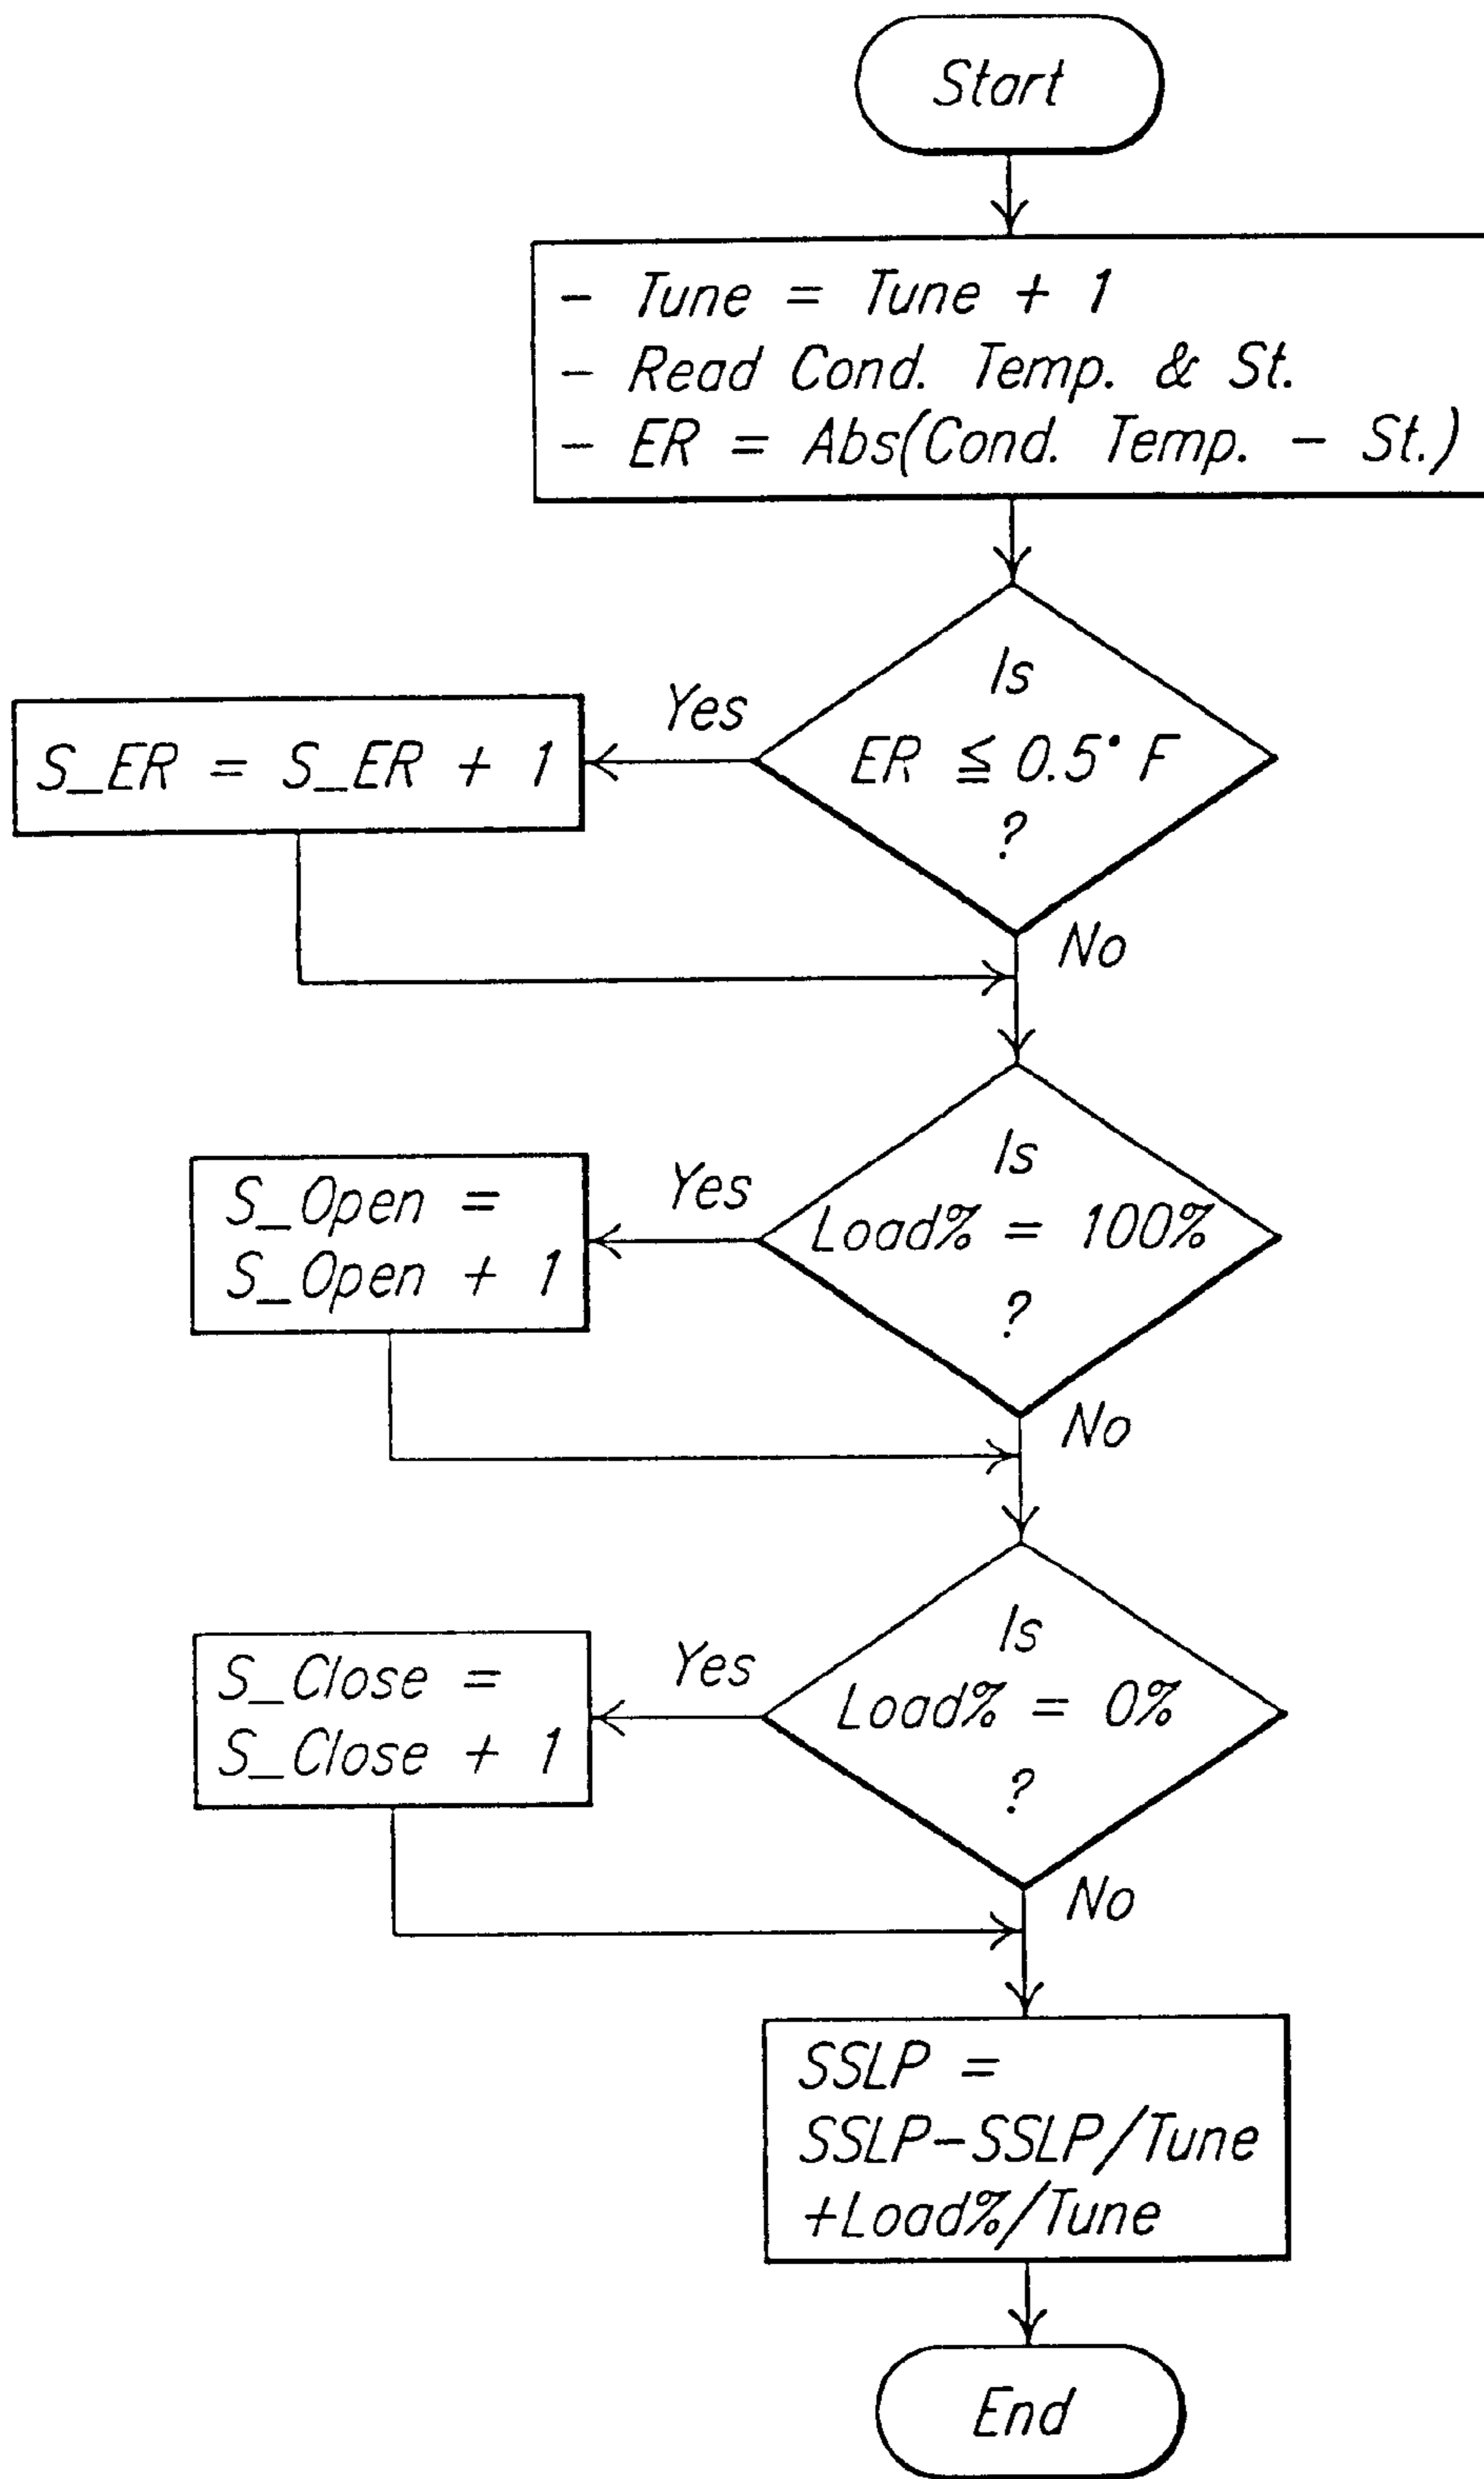 Start
- Tune = Tune + 1
- Read Cond. Temp. & St.
- ER = Abs(Cond. Temp. - St.)
Is
ER ≦ 0.5° F
?
Yes
S_ER = S_ER + 1
No
Is
Load% = 100%
?
Yes
S_Open =
S_Open + 1
No
Is
Load% = 0%
?
Yes
S_Close =
S_Close + 1
No
SSLP =
SSLP-SSLP/Tune
+Load%/Tune
End